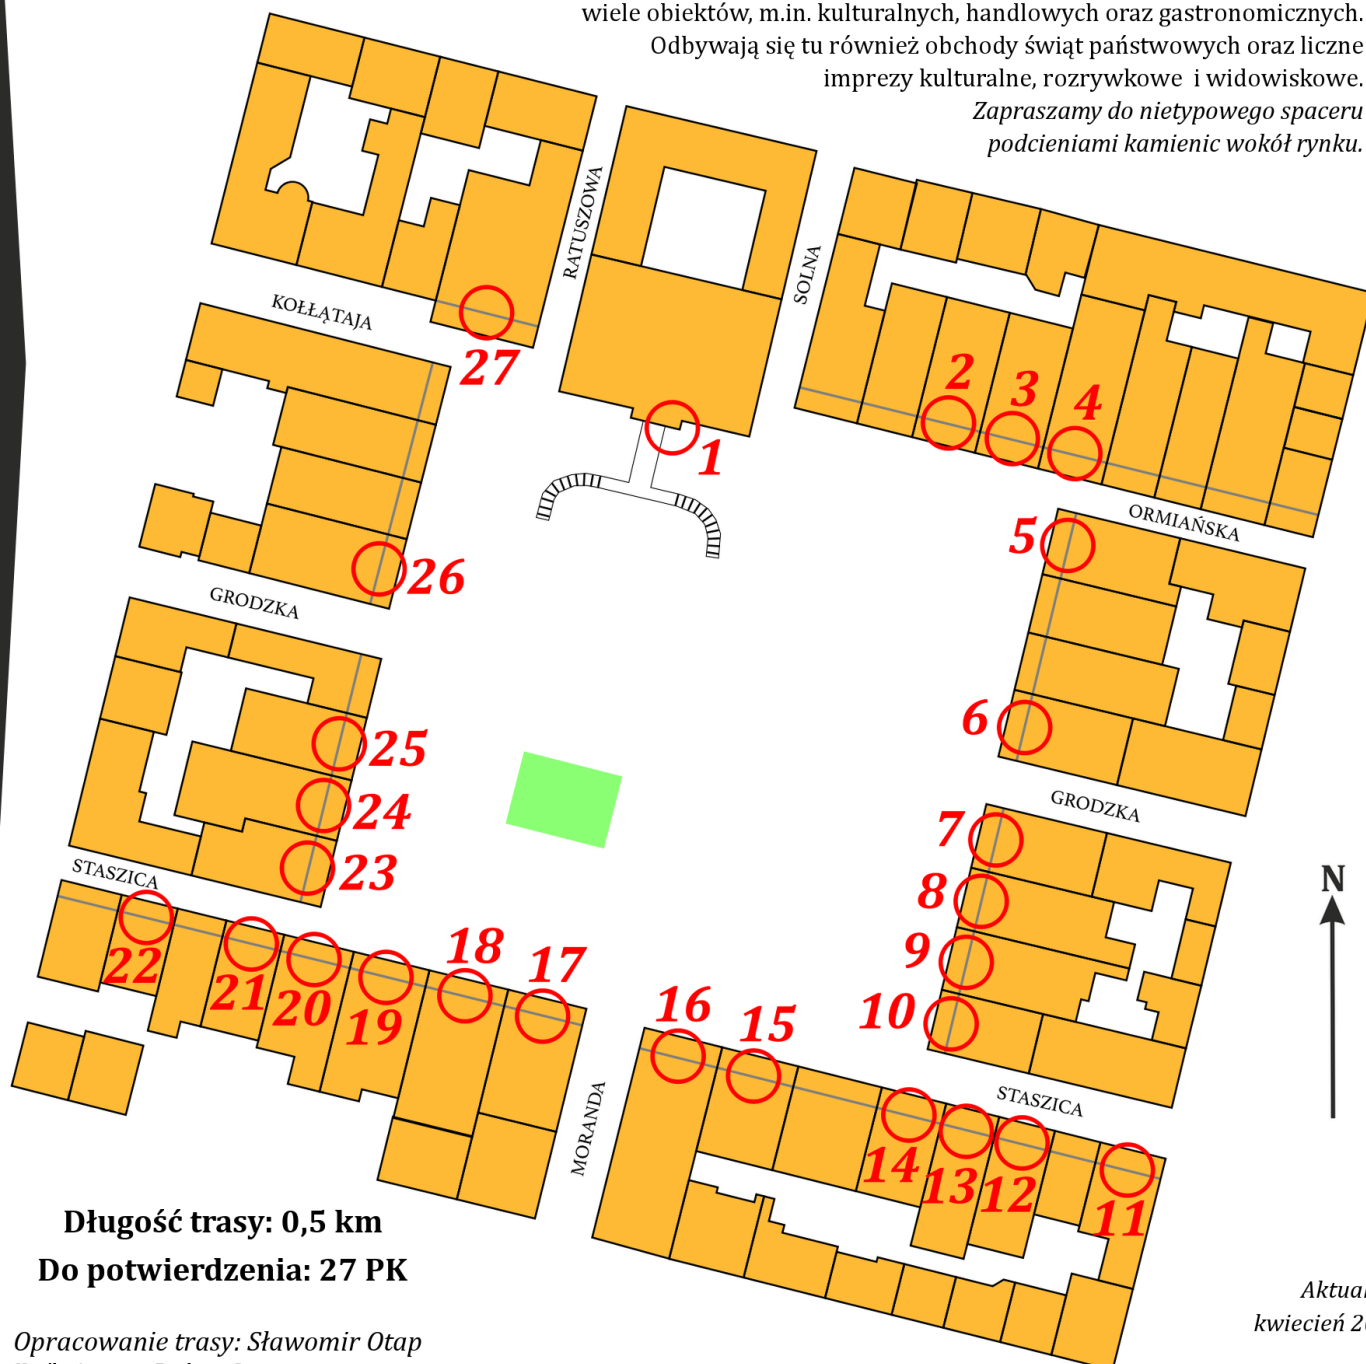 wiele obiektów, m.in. kulturalnych, handlowych oraz gastronomicznych.
Odbywają się tu również obchody świąt państwowych oraz liczne
imprezy kulturalne, rozrywkowe i widowiskowe.
Zapraszamy do nietypowego spaceru
podcieniami kamienic wokół rynku.
RATUSZOWA
SOLNA
KOŁŁĄTAJA
27
1
2
3
4
ORMIAŃSKA
5
26
GRODZKA
6
25
24
23
GRODZKA
7
8
9
10
STASZICA
N
22
21
20
19
18
17
16
15
14
13
12
11
STASZICA
MORANDA
Długość trasy: 0,5 km
Do potwierdzenia: 27 PK
kwiecień
Opracowanie trasy: Sławomir Otap